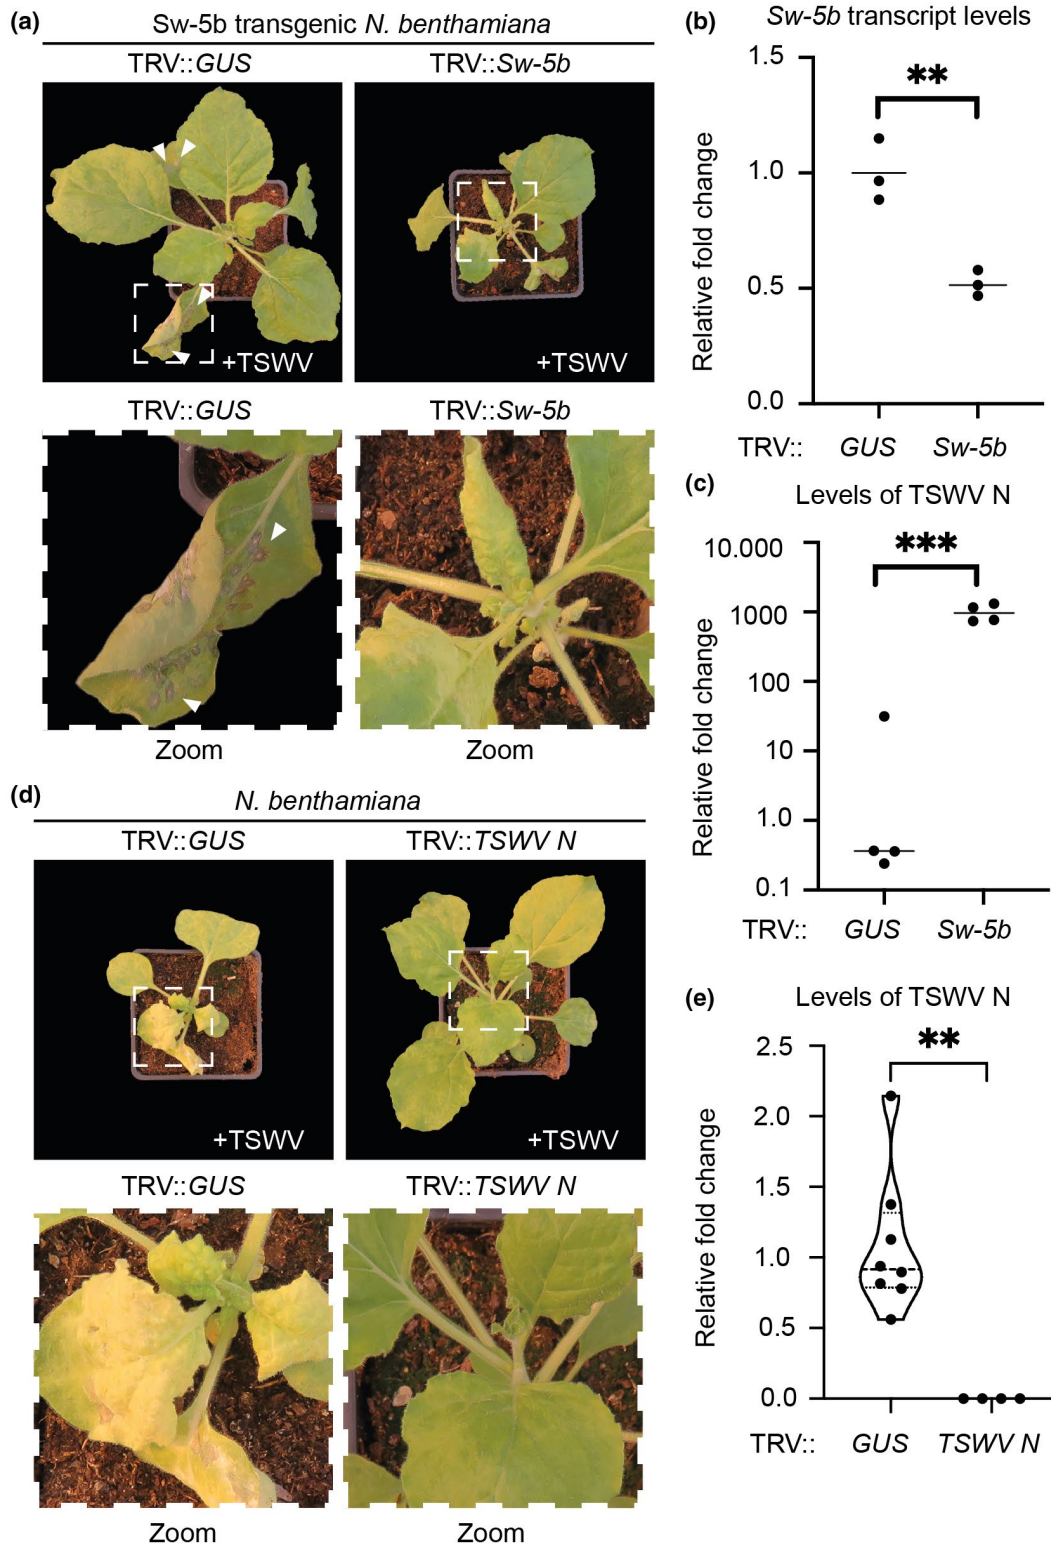 (a)
Sw-5b transgenic N. benthamiana
TRV::GUS
TRV::Sw-5b
+TSWV
+TSWV
TRV::GUS
TRV::Sw-5b
Zoom
Zoom
(b)
Sw-5b transcript levels
Relative fold change
1.5
1.0
0.5
0.0
**
TRV::
GUS
Sw-5b
(c)
Levels of TSWV N
Relative fold change
10.000
1000
100
10
1.0
0.1
***
TRV::
GUS
Sw-5b
(d)
N. benthamiana
TRV::GUS
TRV::TSWV N
+TSWV
+TSWV
TRV::GUS
TRV::TSWV N
Zoom
Zoom
(e)
Levels of TSWV N
Relative fold change
2.5
2.0
1.5
1.0
0.5
0.0
**
TRV::
GUS
TSWV N